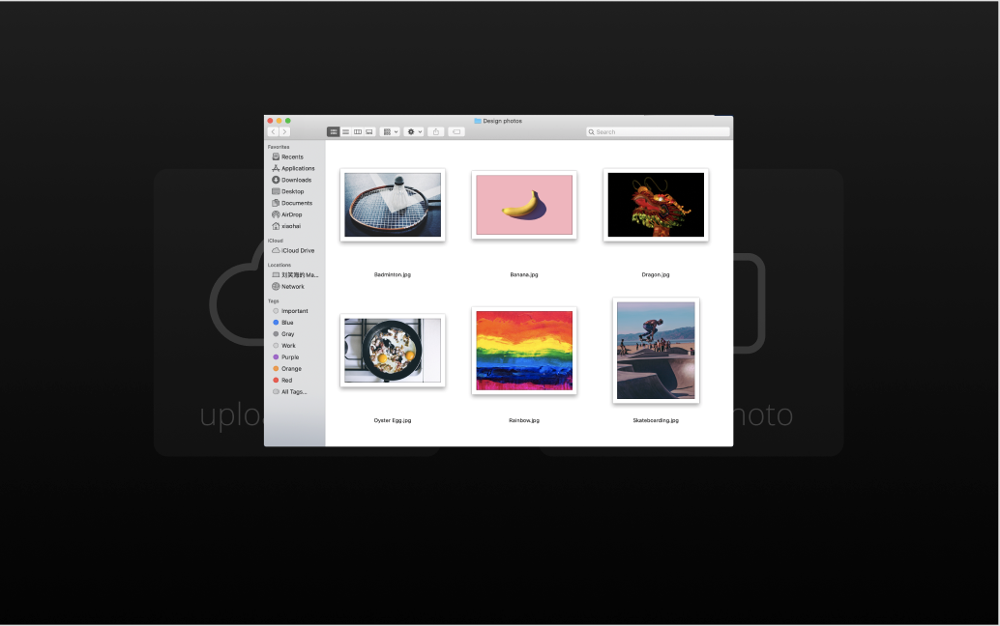 Design photos
Search
Favorites
Recents
Applications
Downloads
Desktop
Documents
AirDrop
xiaohai
iCloud
iCloud Drive
Locations
刘笑海的 Ma...
Network
Tags
Important
Blue
Gray
Work
Purple
Orange
Red
All Tags...
Badminton.jpg
Banana.jpg
Dragon.jpg
Oyster Egg.jpg
Rainbow.jpg
Skateboarding.jpg
uplo
hoto